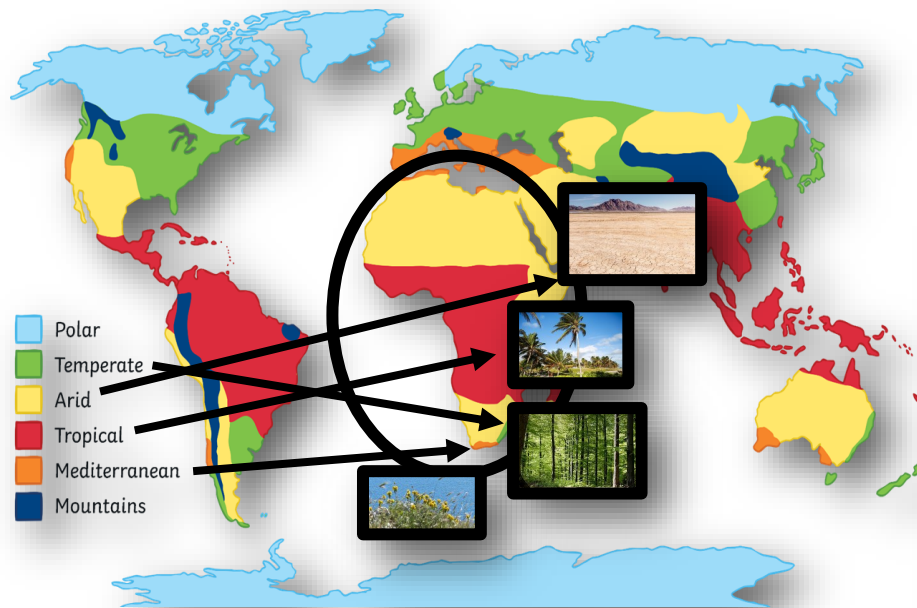 Polar
Temperate
Arid
Tropical
Mediterranean
Mountains